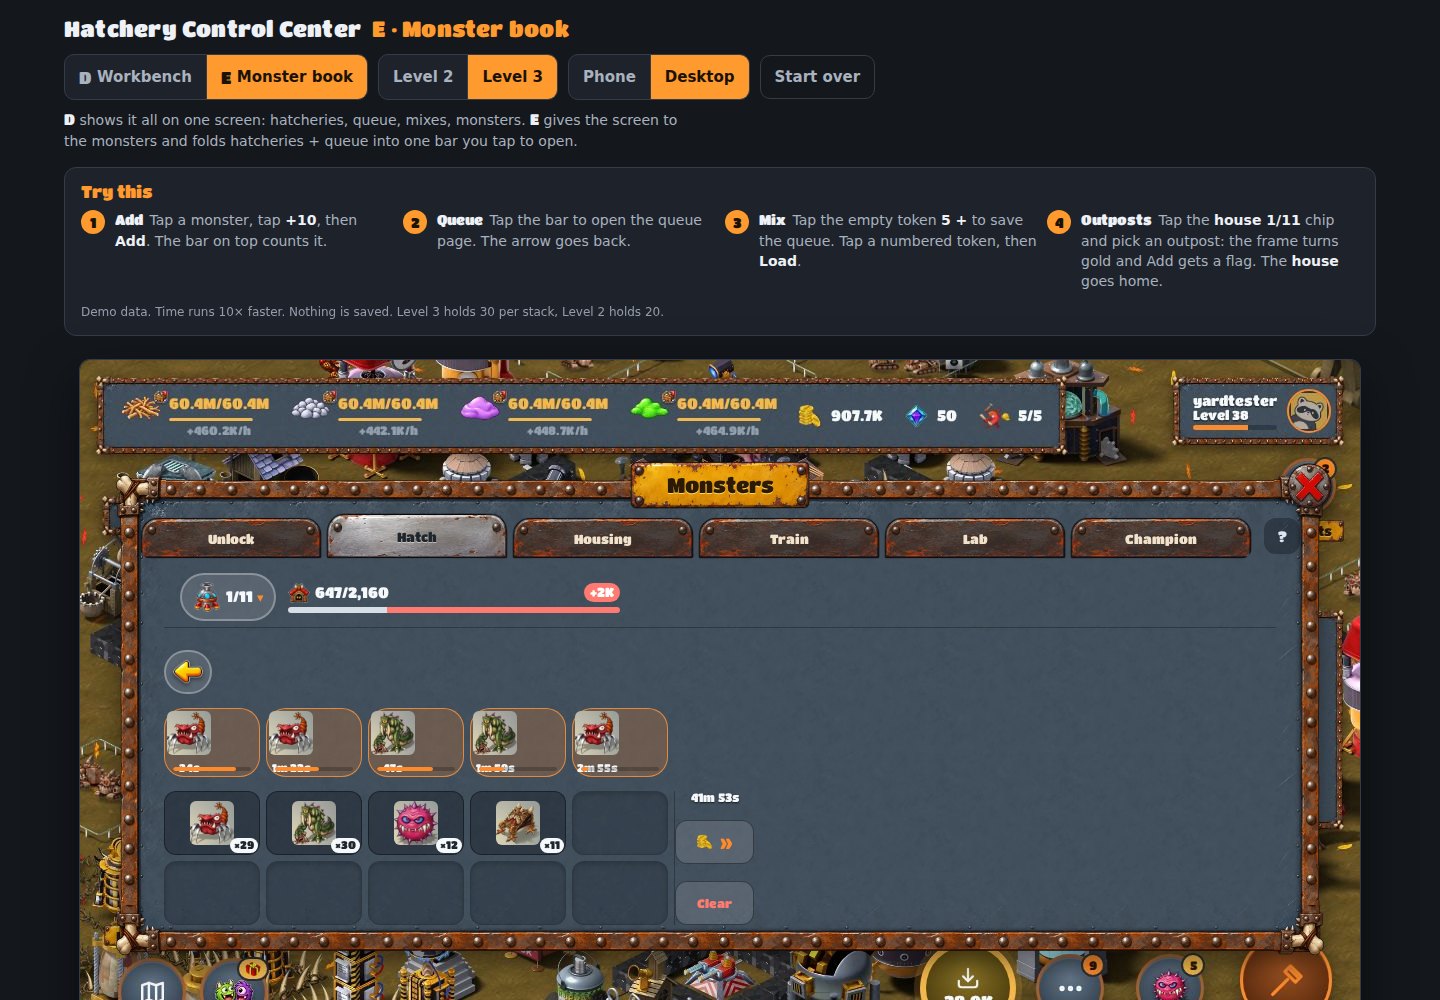 Hatchery Control Center E · Monster book
D Workbench E Monster book Level 2 Level 3 Phone Desktop Start over
D shows it all on one screen: hatcheries, queue, mixes, monsters. E gives the screen to
the monsters and folds hatcheries + queue into one bar you tap to open.
Try this
1 Add Tap a monster, tap +10, then
Add. The bar on top counts it.
2 Queue Tap the bar to open the queue
page. The arrow goes back.
3 Mix Tap the empty token 5 + to save
the queue. Tap a numbered token, then
Load.
4 Outposts Tap the house 1/11 chip
and pick an outpost: the frame turns
gold and Add gets a flag. The house
goes home.
Demo data. Time runs 10× faster. Nothing is saved. Level 3 holds 30 per stack, Level 2 holds 20.
60.4M/60.4M 60.4M/60.4M 60.4M/60.4M 60.4M/60.4M 907.7K 50 5/5
+460.2K/h +442.1K/h +448.7K/h +464.9K/h
yardtester
Level 38
Monsters
Unlock Hatch Housing Train Lab Champion ?
ts
1/11 ▾ 647/2,160 +2K
34s 1m 23s 41s 1m 59s 2m 55s
×29 ×30 ×12 ×11
41m 53s
»
Clear
9 5